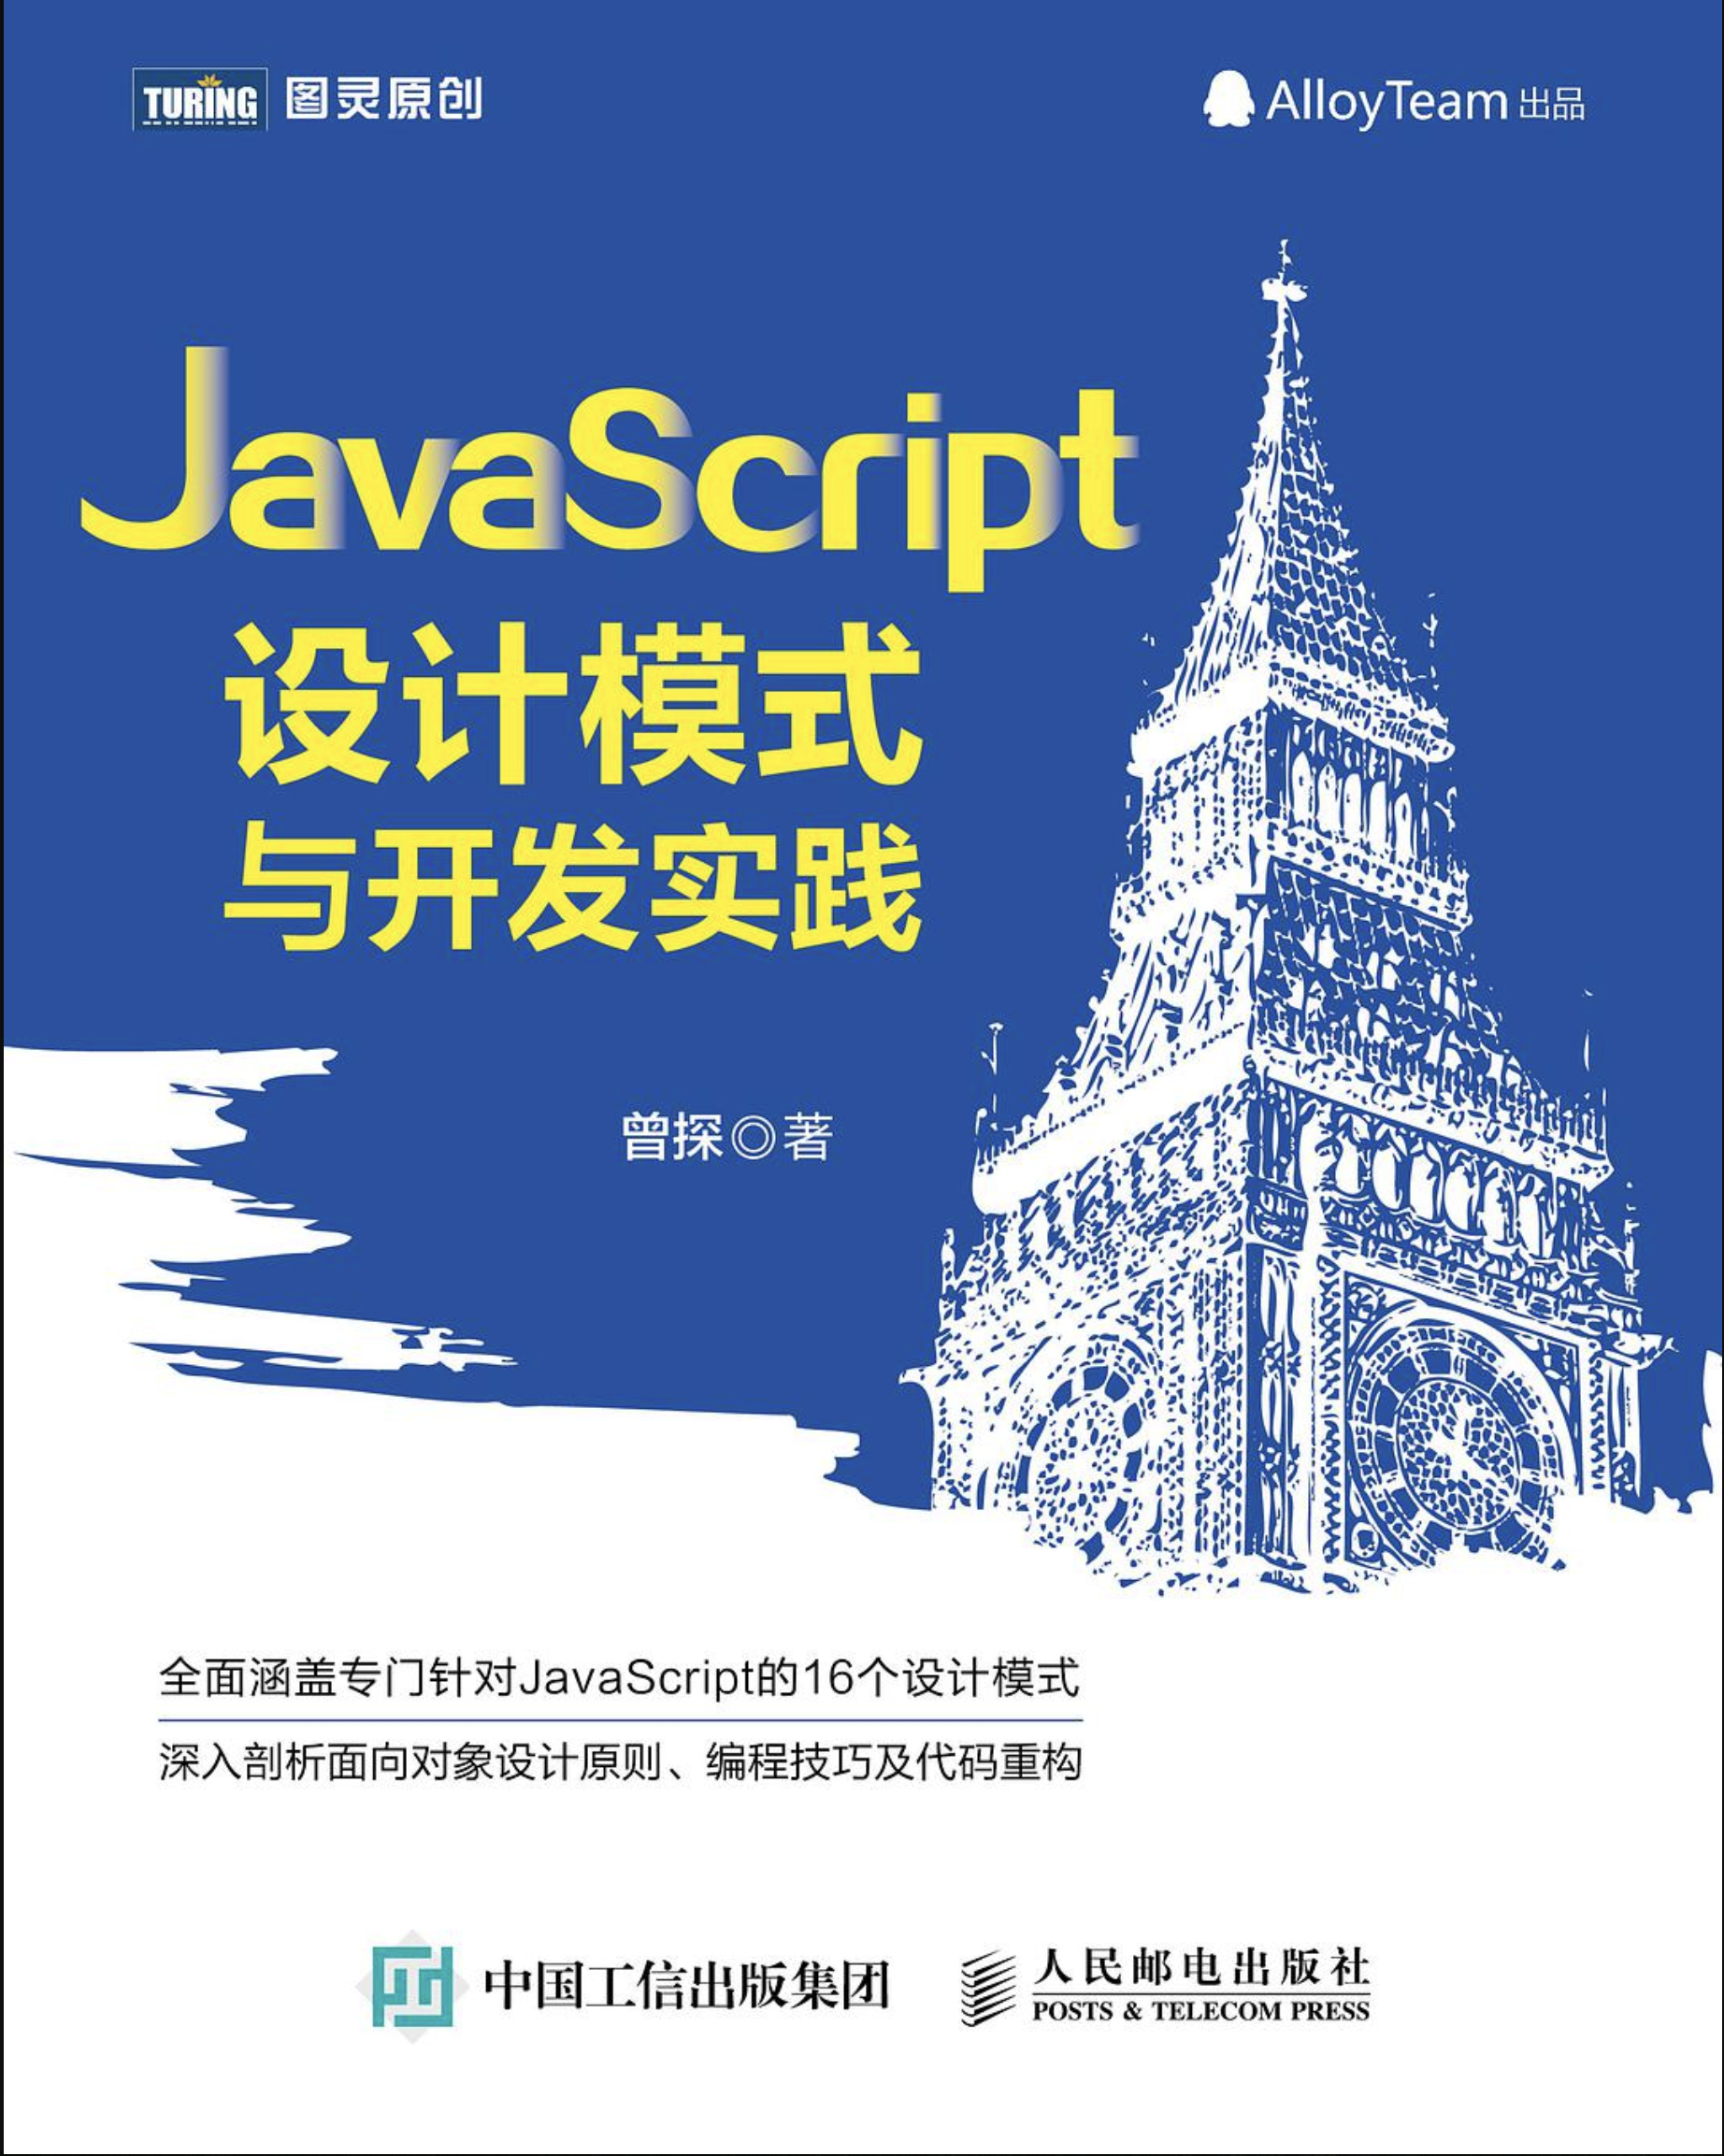 TURING 图灵原创
AlloyTeam 出品
JavaScript
设计模式
与开发实践
曾探◎著
全面涵盖专门针对JavaScript的16个设计模式
深入剖析面向对象设计原则、编程技巧及代码重构
中国工信出版集团
人民邮电出版社
POSTS & TELECOM PRESS